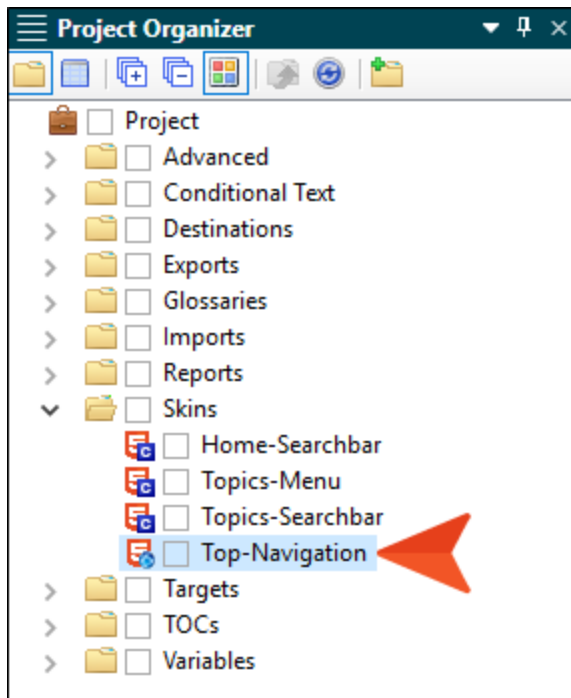 Project Organizer
Project
Advanced
Conditional Text
Destinations
Exports
Glossaries
Imports
Reports
Skins
Home-Searchbar
Topics-Menu
Topics-Searchbar
Top-Navigation
Targets
TOCs
Variables